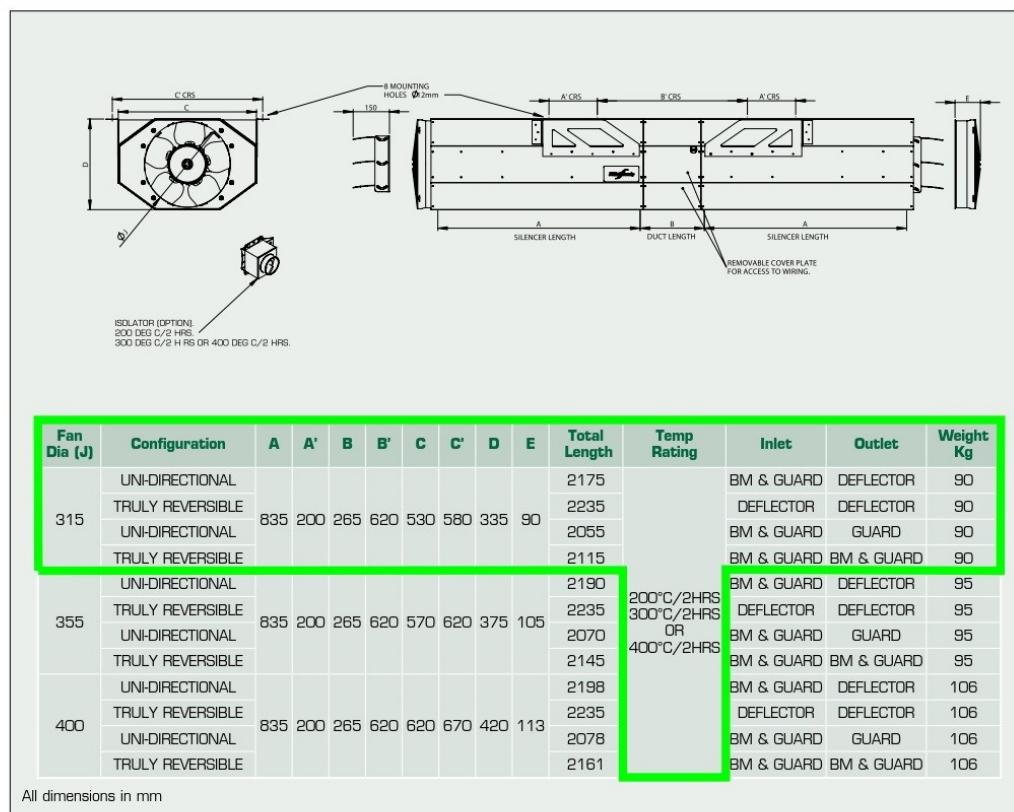 C' CRS
C
D
ØJ
8 MOUNTING
HOLES Ø12mm
150
A' CRS B' CRS A' CRS
E
A B A
SILENCER LENGTH DUCT LENGTH SILENCER LENGTH
REMOVABLE COVER PLATE
FOR ACCESS TO WIRING.
ISOLATOR (OPTION).
200 DEG C/2 HRS.
300 DEG C/2 H RS OR 400 DEG C/2 HRS.
Fan Dia (J) Configuration A A' B B' C C' D E Total Length Temp Rating Inlet Outlet Weight Kg
315 835 200 265 620 530 580 335 90
UNI-DIRECTIONAL 2175 BM & GUARD DEFLECTOR 90
TRULY REVERSIBLE 2235 DEFLECTOR DEFLECTOR 90
UNI-DIRECTIONAL 2055 BM & GUARD GUARD 90
TRULY REVERSIBLE 2115 BM & GUARD BM & GUARD 90
355 835 200 265 620 570 620 375 105
UNI-DIRECTIONAL 2190 BM & GUARD DEFLECTOR 95
TRULY REVERSIBLE 2235 DEFLECTOR DEFLECTOR 95
UNI-DIRECTIONAL 2070 BM & GUARD GUARD 95
TRULY REVERSIBLE 2145 BM & GUARD BM & GUARD 95
200°C/2HRS
300°C/2HRS
OR
400°C/2HRS
400 835 200 265 620 620 670 420 113
UNI-DIRECTIONAL 2198 BM & GUARD DEFLECTOR 106
TRULY REVERSIBLE 2235 DEFLECTOR DEFLECTOR 106
UNI-DIRECTIONAL 2078 BM & GUARD GUARD 106
TRULY REVERSIBLE 2161 BM & GUARD BM & GUARD 106
All dimensions in mm